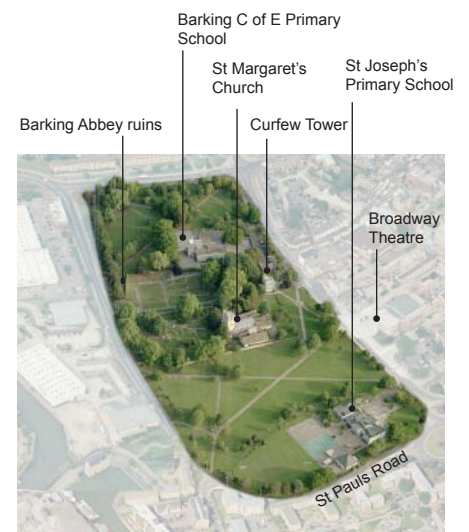 Barking C of E Primary
School
St Margaret's
Church
St Joseph's
Primary School
Barking Abbey ruins
Curfew Tower
Broadway
Theatre
St Pauls Road